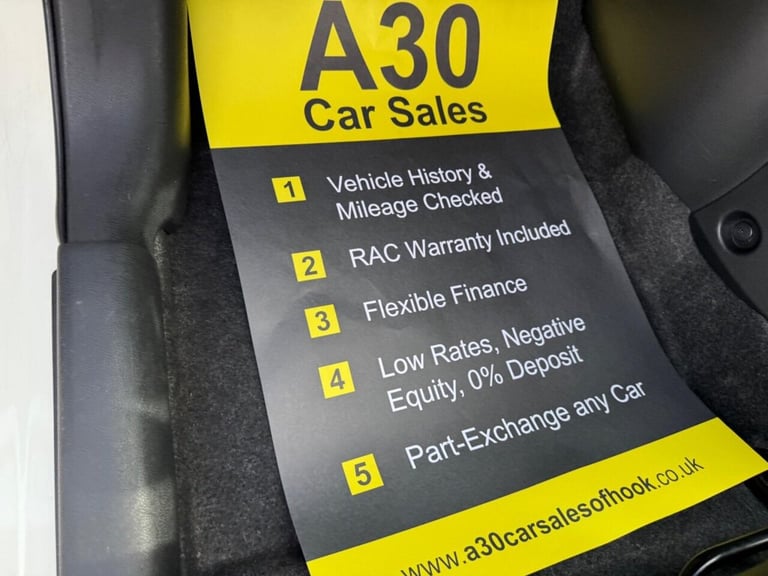 A30
Car Sales
1 Vehicle History &
Mileage Checked
2 RAC Warranty Included
3 Flexible Finance
4 Low Rates, Negative
Equity, 0% Deposit
5 Part-Exchange any Car
www.a30carsalesofhook.co.uk